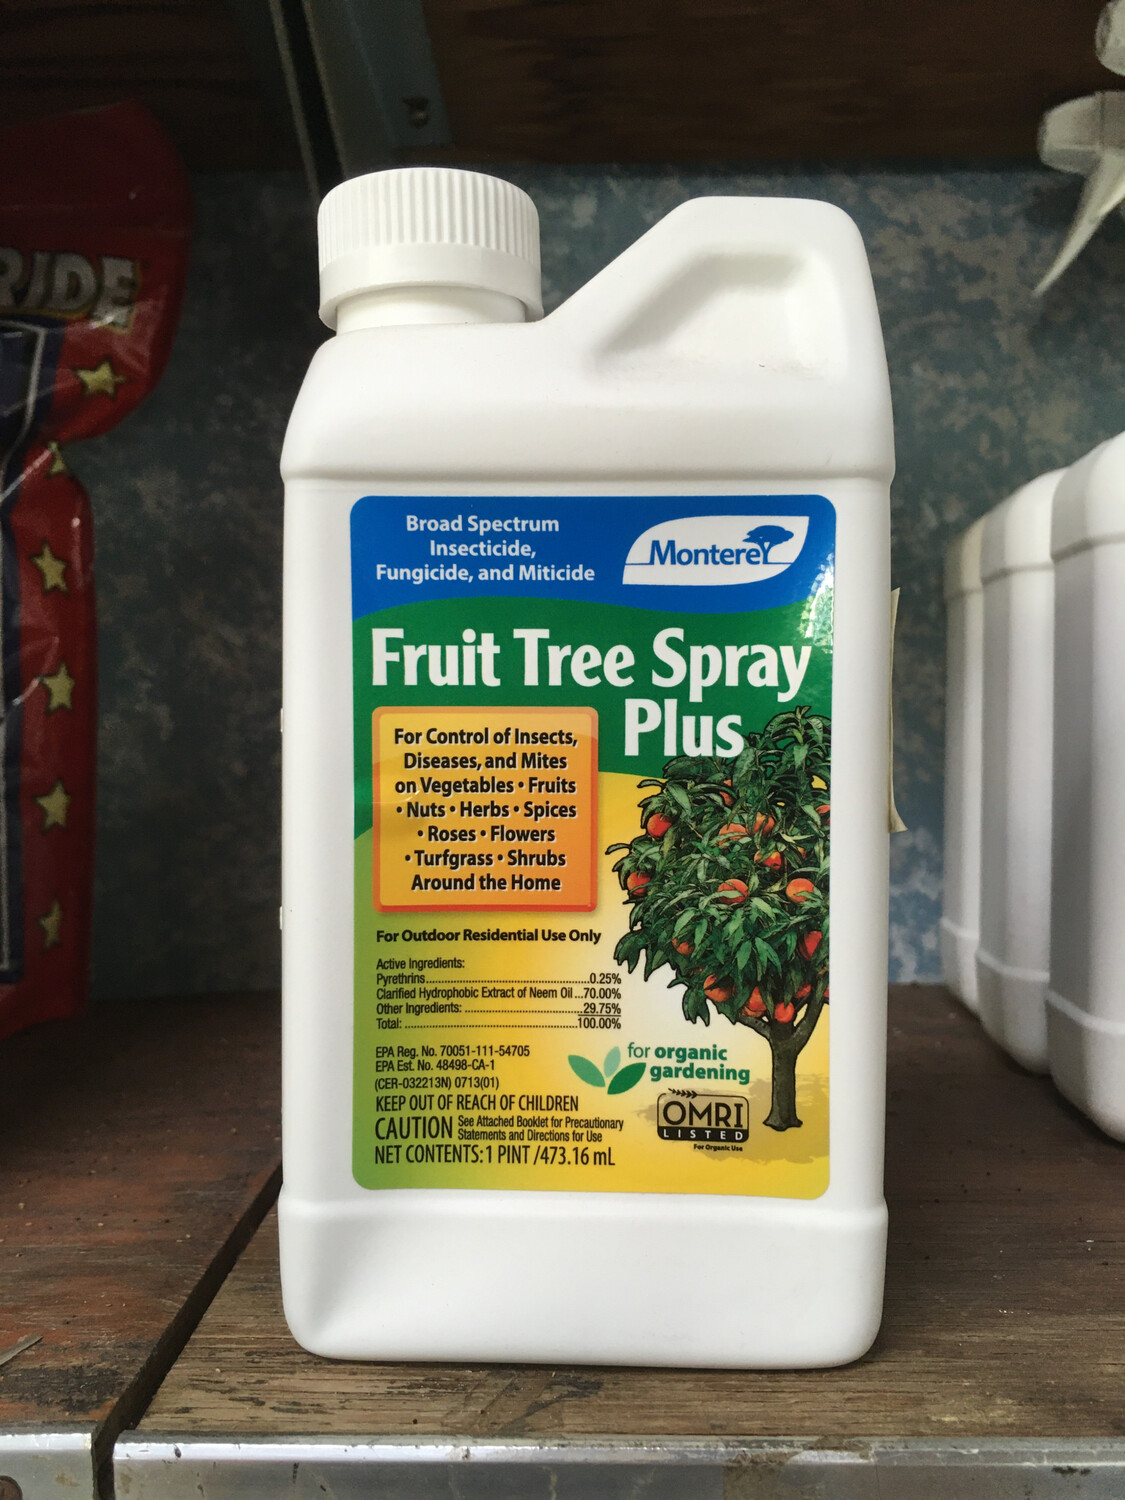 Broad Spectrum
Insecticide,
Fungicide, and Miticide
Monterey
Fruit Tree Spray
Plus
For Control of Insects,
Diseases, and Mites
on Vegetables • Fruits
• Nuts • Herbs • Spices
• Roses • Flowers
• Turfgrass • Shrubs
Around the Home
For Outdoor Residential Use Only
Active Ingredients:
Pyrethrins..........0.25%
Clarified Hydrophobic Extract of Neem Oil...70.00%
Other Ingredients: ..........29.75%
Total: ..........100.00%
EPA Reg. No. 70051-111-54705
EPA Est. No. 48498-CA-1
(CER-032213N) 0713(01)
KEEP OUT OF REACH OF CHILDREN
CAUTION See Attached Booklet for Precautionary
Statements and Directions for Use
NET CONTENTS: 1 PINT /473.16 mL
for organic
gardening
OMRI
LISTED
For Organic Use